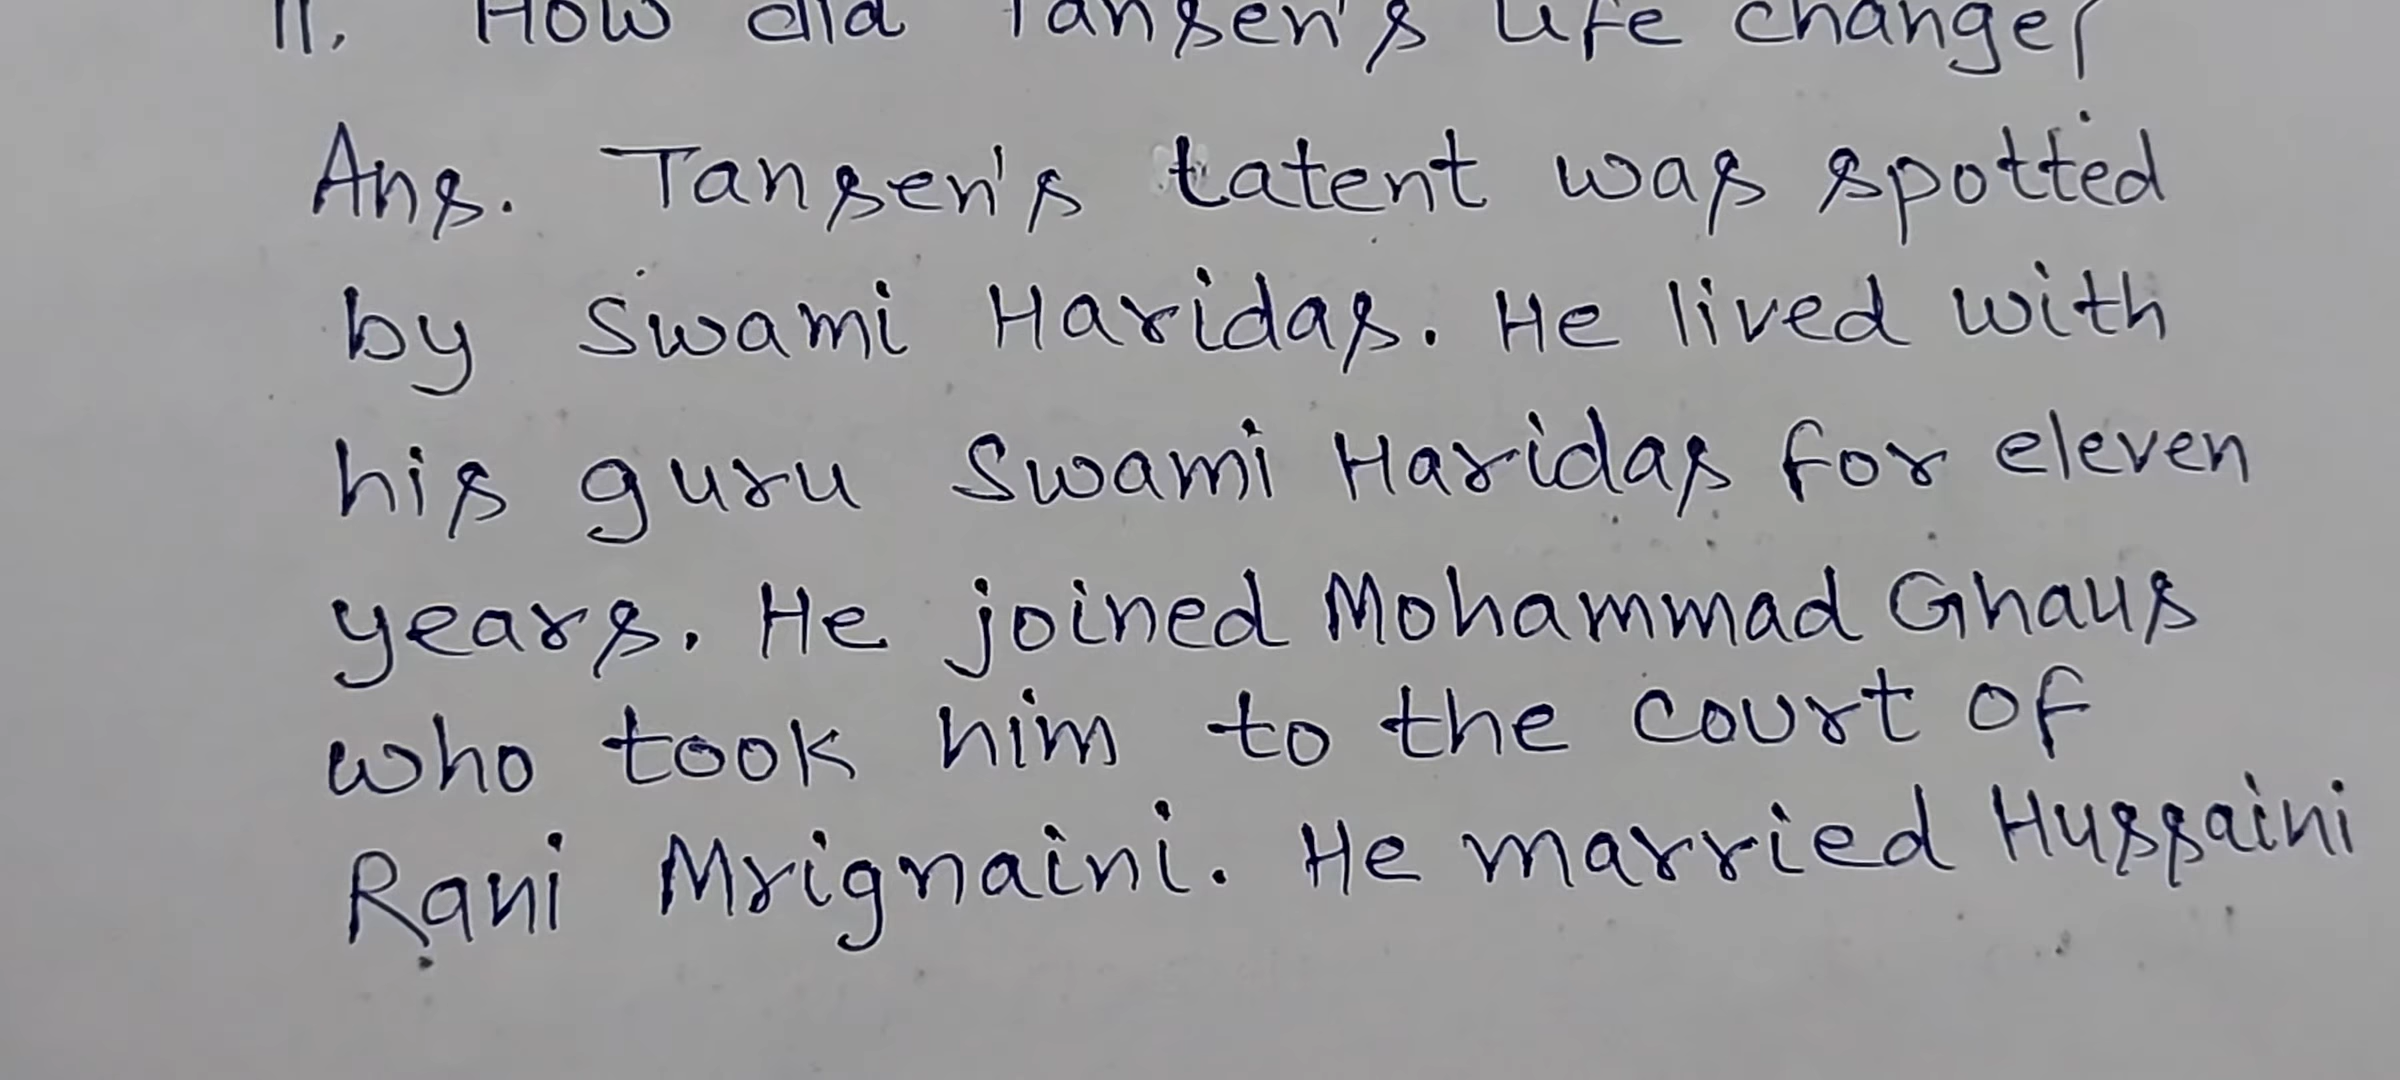 11. How did Tansen's life change?
Ans. Tansen's tatent was spotted
by Swami Haridas. He lived with
his guru Swami Haridas for eleven
years. He joined Mohammad Ghaus
who took him to the court of
Rani Mrignaini. He married Hussaini